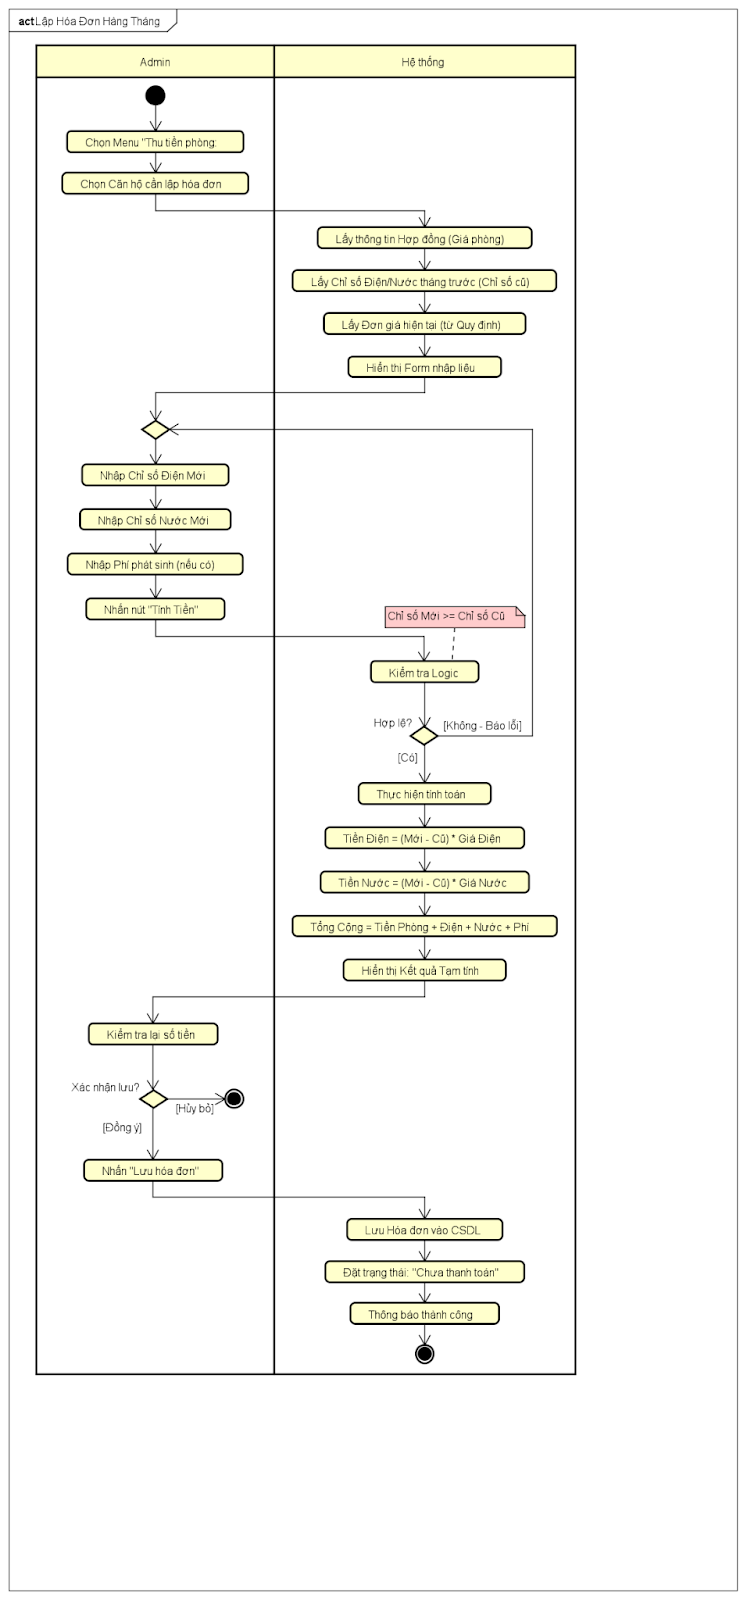 act Lập Hóa Đơn Hàng Tháng
Admin
Hệ thống
Chọn Menu "Thu tiền phòng:
Chọn Căn hộ cần lập hóa đơn
Lấy thông tin Hợp đồng (Giá phòng)
Lấy Chỉ số Điện/Nước tháng trước (Chỉ số cũ)
Lấy Đơn giá hiện tại (từ Quy định)
Hiển thị Form nhập liệu
Nhập Chỉ số Điện Mới
Nhập Chỉ số Nước Mới
Nhập Phí phát sinh (nếu có)
Nhấn nút "Tính Tiền"
Chỉ số Mới >= Chỉ số Cũ
Kiểm tra Logic
Hợp lệ?
[Không - Báo lỗi]
[Có]
Thực hiện tính toán
Tiền Điện = (Mới - Cũ) * Giá Điện
Tiền Nước = (Mới - Cũ) * Giá Nước
Tổng Cộng = Tiền Phòng + Điện + Nước + Phí
Hiển thị Kết quả Tạm tính
Kiểm tra lại số tiền
Xác nhận lưu?
[Hủy bỏ]
[Đồng ý]
Nhấn "Lưu hóa đơn"
Lưu Hóa đơn vào CSDL
Đặt trạng thái: "Chưa thanh toán"
Thông báo thành công